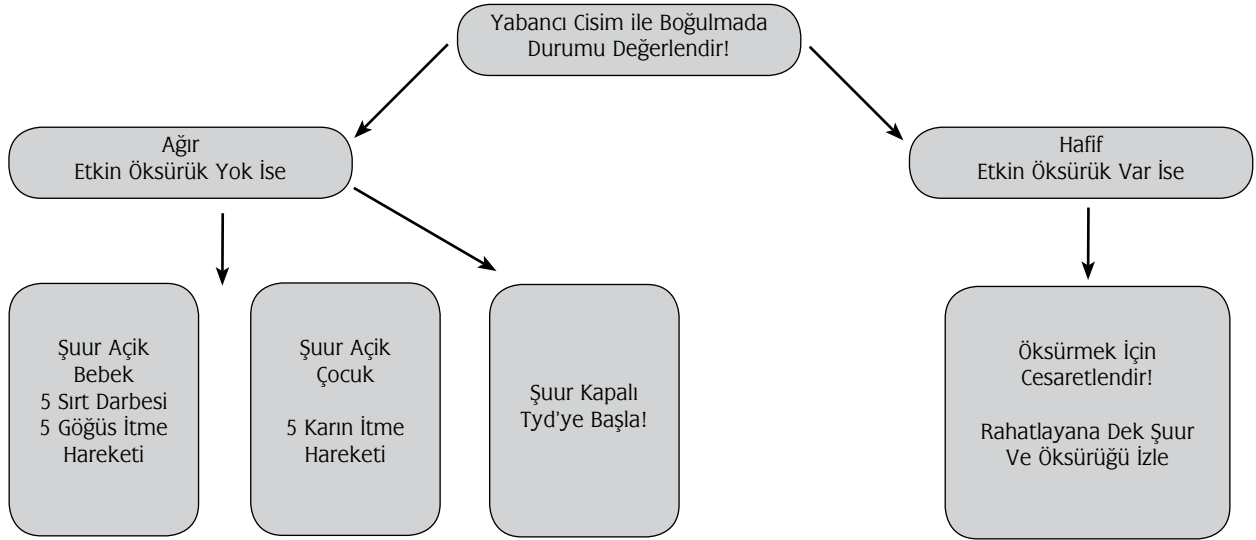 Yabancı Cisim ile Boğulmada
Durumu Değerlendir!
Ağır
Etkin Öksürük Yok İse
Hafif
Etkin Öksürük Var İse
Şuur Açik
Bebek
5 Sırt Darbesi
5 Göğüs İtme
Hareketi
Şuur Açik
Çocuk
5 Karın İtme
Hareketi
Şuur Kapalı
Tyd'ye Başla!
Öksürmek İçin
Cesaretlendir!
Rahatlayana Dek Şuur
Ve Öksürüğü İzle